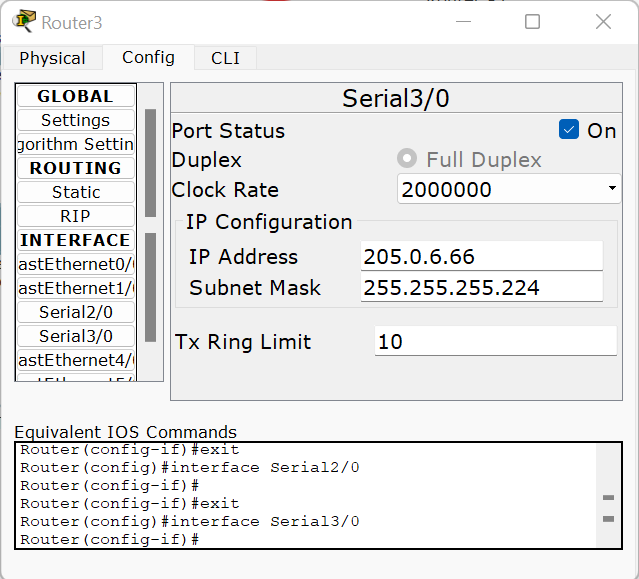 Router3
Physical
Config
CLI
GLOBAL
Settings
gorithm Settin
ROUTING
Static
RIP
INTERFACE
astEthernet0/
astEthernet1/
Serial2/0
Serial3/0
astEthernet4/
Serial3/0
Port Status
On
Duplex
Full Duplex
Clock Rate
2000000
IP Configuration
IP Address
205.0.6.66
Subnet Mask
255.255.255.224
Tx Ring Limit
10
Equivalent IOS Commands
Router(config-if)#exit
Router(config)#interface Serial2/0
Router(config-if)#
Router(config-if)#exit
Router(config)#interface Serial3/0
Router(config-if)#